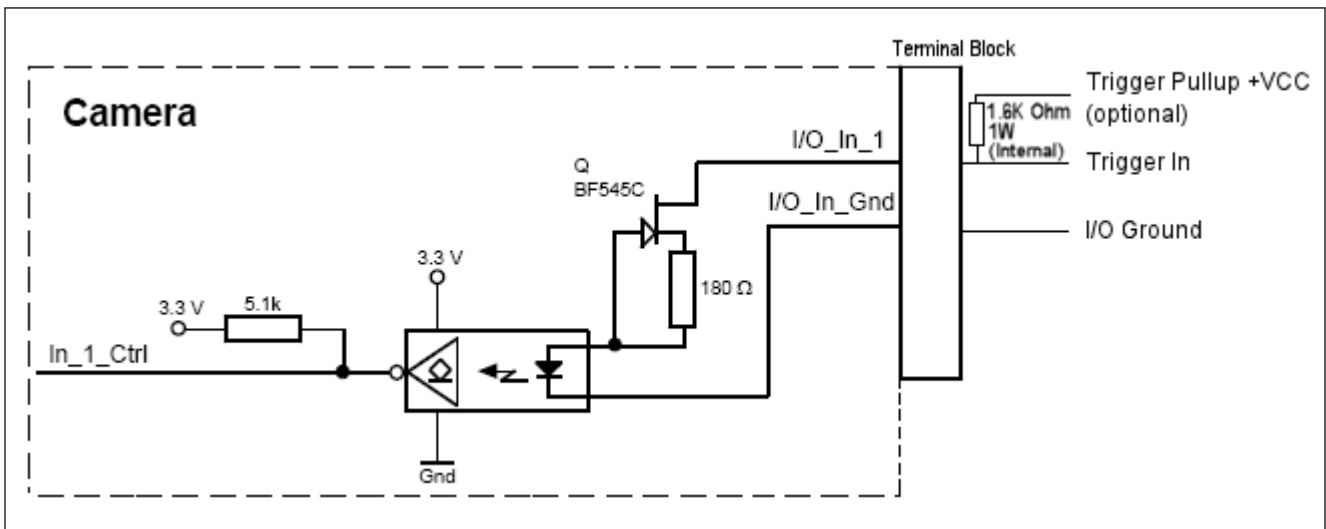 Terminal Block
Camera
Trigger Pullup +VCC
(optional)
1.6K Ohm
1W
(Internal)
I/O_In_1
Trigger In
Q
BF545C
I/O_In_Gnd
I/O Ground
3.3 V
180 Ω
3.3 V
5.1k
In_1_Ctrl
Gnd